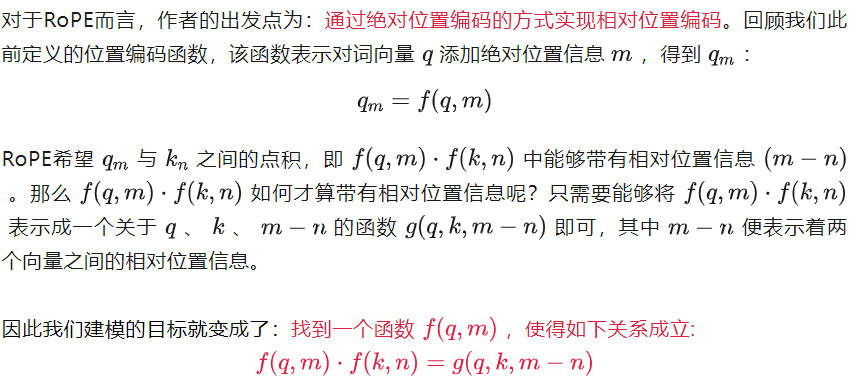 对于RoPE而言，作者的出发点为：通过绝对位置编码的方式实现相对位置编码。回顾我们此
前定义的位置编码函数，该函数表示对词向量 q 添加绝对位置信息 m ，得到 qₘ ：
qₘ = f(q, m)
RoPE希望 qₘ 与 kₙ 之间的点积，即 f(q, m) · f(k, n) 中能够带有相对位置信息 (m − n)
。那么 f(q, m) · f(k, n) 如何才算带有相对位置信息呢？只需要能够将 f(q, m) · f(k, n)
表示成一个关于 q 、 k 、 m − n 的函数 g(q, k, m − n) 即可，其中 m − n 便表示着两
个向量之间的相对位置信息。
因此我们建模的目标就变成了：找到一个函数 f(q, m) ，使得如下关系成立:
f(q, m) · f(k, n) = g(q, k, m − n)